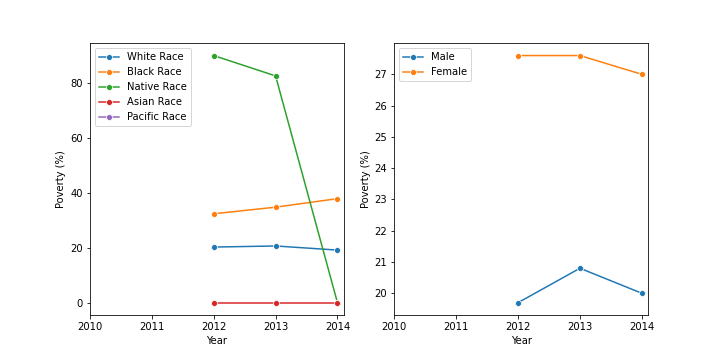 White Race
Black Race
Native Race
Asian Race
Pacific Race
80
60
40
20
0
Poverty (%)
2010 2011 2012 2013 2014
Year
Male
Female
27
26
25
24
23
22
21
20
Poverty (%)
2010 2011 2012 2013 2014
Year